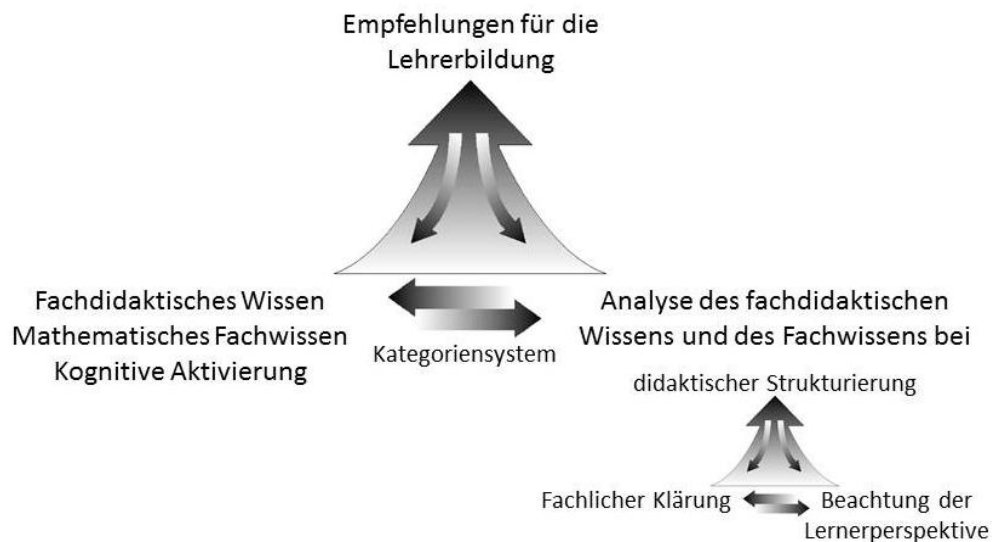 Empfehlungen für die
Lehrerbildung
Fachdidaktisches Wissen
Mathematisches Fachwissen
Kognitive Aktivierung
Kategoriensystem
Analyse des fachdidaktischen
Wissens und des Fachwissens bei
didaktischer Strukturierung
Fachlicher Klärung
Beachtung der
Lernerperspektive